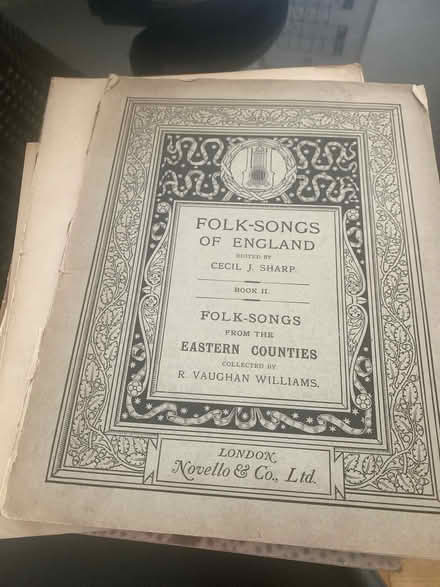 FOLK-SONGS
OF ENGLAND
EDITED BY
CECIL J. SHARP.
BOOK II.
FOLK-SONGS
FROM THE
EASTERN COUNTIES
COLLECTED BY
R. VAUGHAN WILLIAMS.
LONDON,
Novello & Co., Ltd.